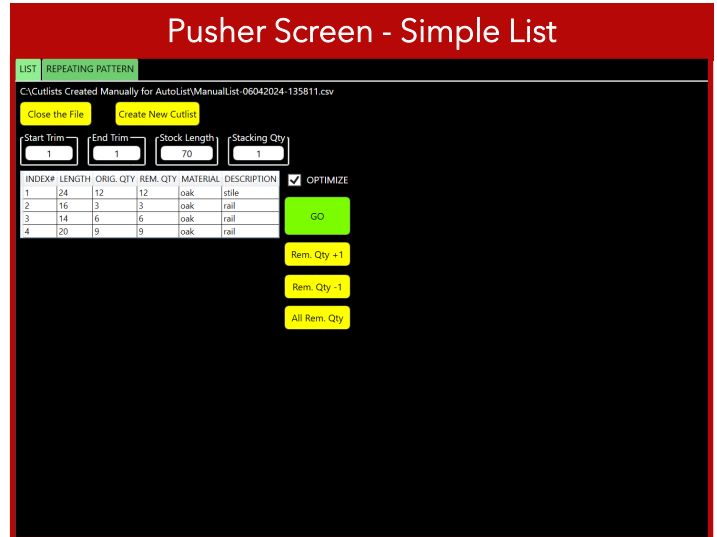 Pusher Screen - Simple List
LIST REPEATING PATTERN
C:\Cutlists Created Manually for AutoList\ManualList-06042024-135811.csv
Close the File Create New Cutlist
Start Trim End Trim Stock Length Stacking Qty
1 1 70 1
INDEX# LENGTH ORIG. QTY REM. QTY MATERIAL DESCRIPTION
1 24 12 12 oak stile
2 16 3 3 oak rail
3 14 6 6 oak rail
4 20 9 9 oak rail
OPTIMIZE
GO
Rem. Qty +1
Rem. Qty -1
All Rem. Qty